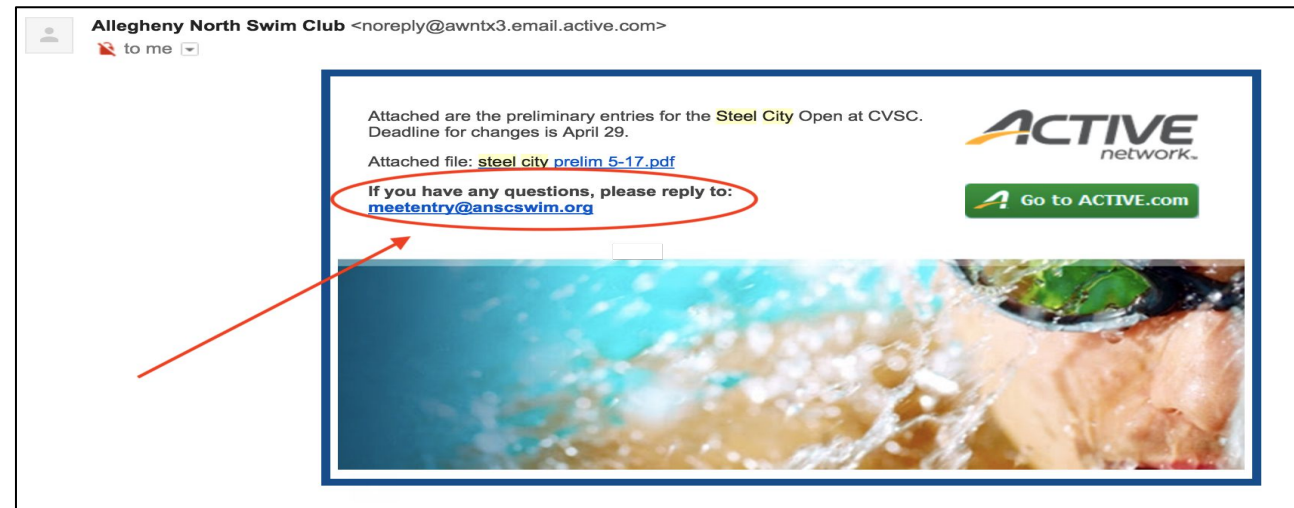 Allegheny North Swim Club <noreply@awntx3.email.active.com>
to me
Attached are the preliminary entries for the Steel City Open at CVSC.
Deadline for changes is April 29.
Attached file: steel city prelim 5-17.pdf
If you have any questions, please reply to:
meetentry@anscswim.org
ACTIVE
network.
Go to ACTIVE.com